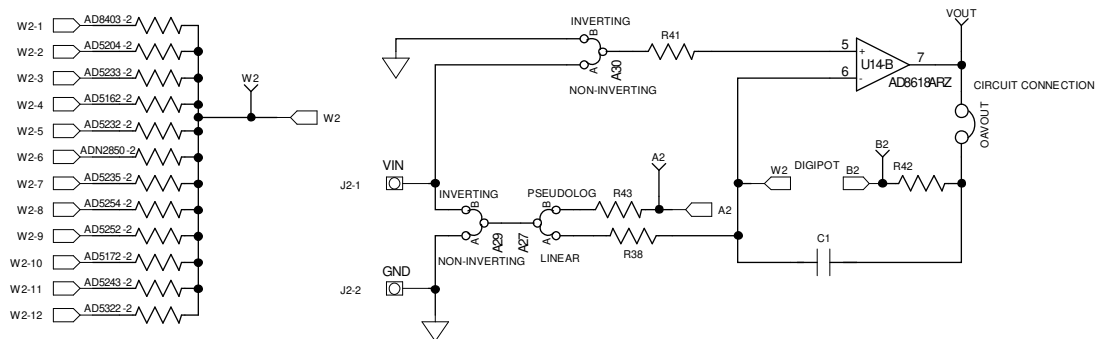 W2-1 AD8403-2
W2-2 AD5204-2
W2-3 AD5233-2
W2-4 AD5162-2
W2-5 AD5232-2
W2-6 ADN2850-2
W2-7 AD5235-2
W2-8 AD5254-2
W2-9 AD5252-2
W2-10 AD5172-2
W2-11 AD5243-2
W2-12 AD5322-2
W2
W2
INVERTING
B
A
A30
NON-INVERTING
R41
VOUT
5
+
6
-
U14-B
7
AD8618ARZ
CIRCUIT CONNECTION
OAVOUT
VIN
J2-1
INVERTING
B
A
A29
NON-INVERTING
PSEUDOLOG
B
A
A27
LINEAR
R43
R38
A2
A2
W2
DIGIPOT
B2
B2
R42
C1
GND
J2-2